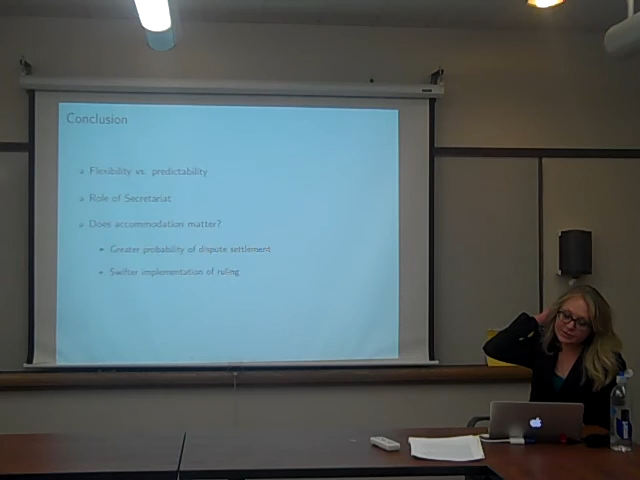 Conclusion
Flexibility vs. predictability
Role of Secretariat
Does accommodation matter?
Greater probability of dispute settlement
Swifter implementation of ruling